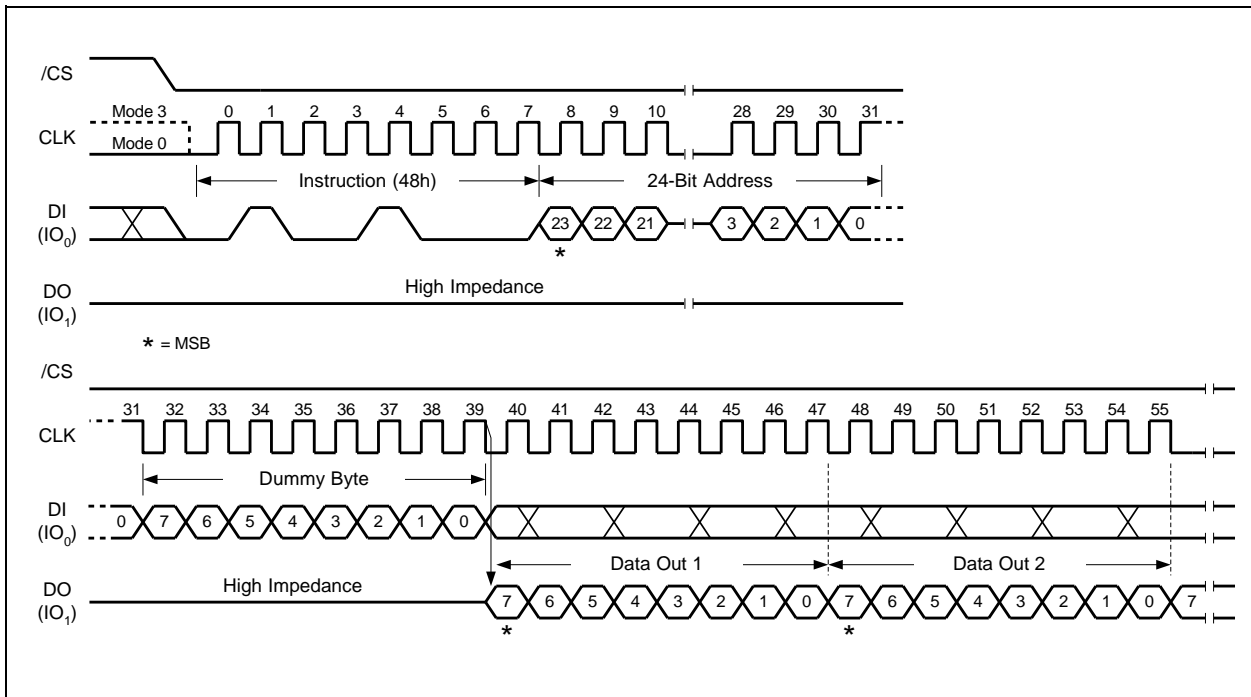 /CS
Mode 3 0 1 2 3 4 5 6 7 8 9 10 28 29 30 31
CLK
Mode 0
Instruction (48h) 24-Bit Address
DI
(IO0) 23 22 21 3 2 1 0
*
High Impedance
DO
(IO1)
* = MSB
/CS
31 32 33 34 35 36 37 38 39 40 41 42 43 44 45 46 47 48 49 50 51 52 53 54 55
CLK
Dummy Byte
DI
(IO0) 0 7 6 5 4 3 2 1 0
Data Out 1 Data Out 2
High Impedance
DO
(IO1) 7 6 5 4 3 2 1 0 7 6 5 4 3 2 1 0 7
* *